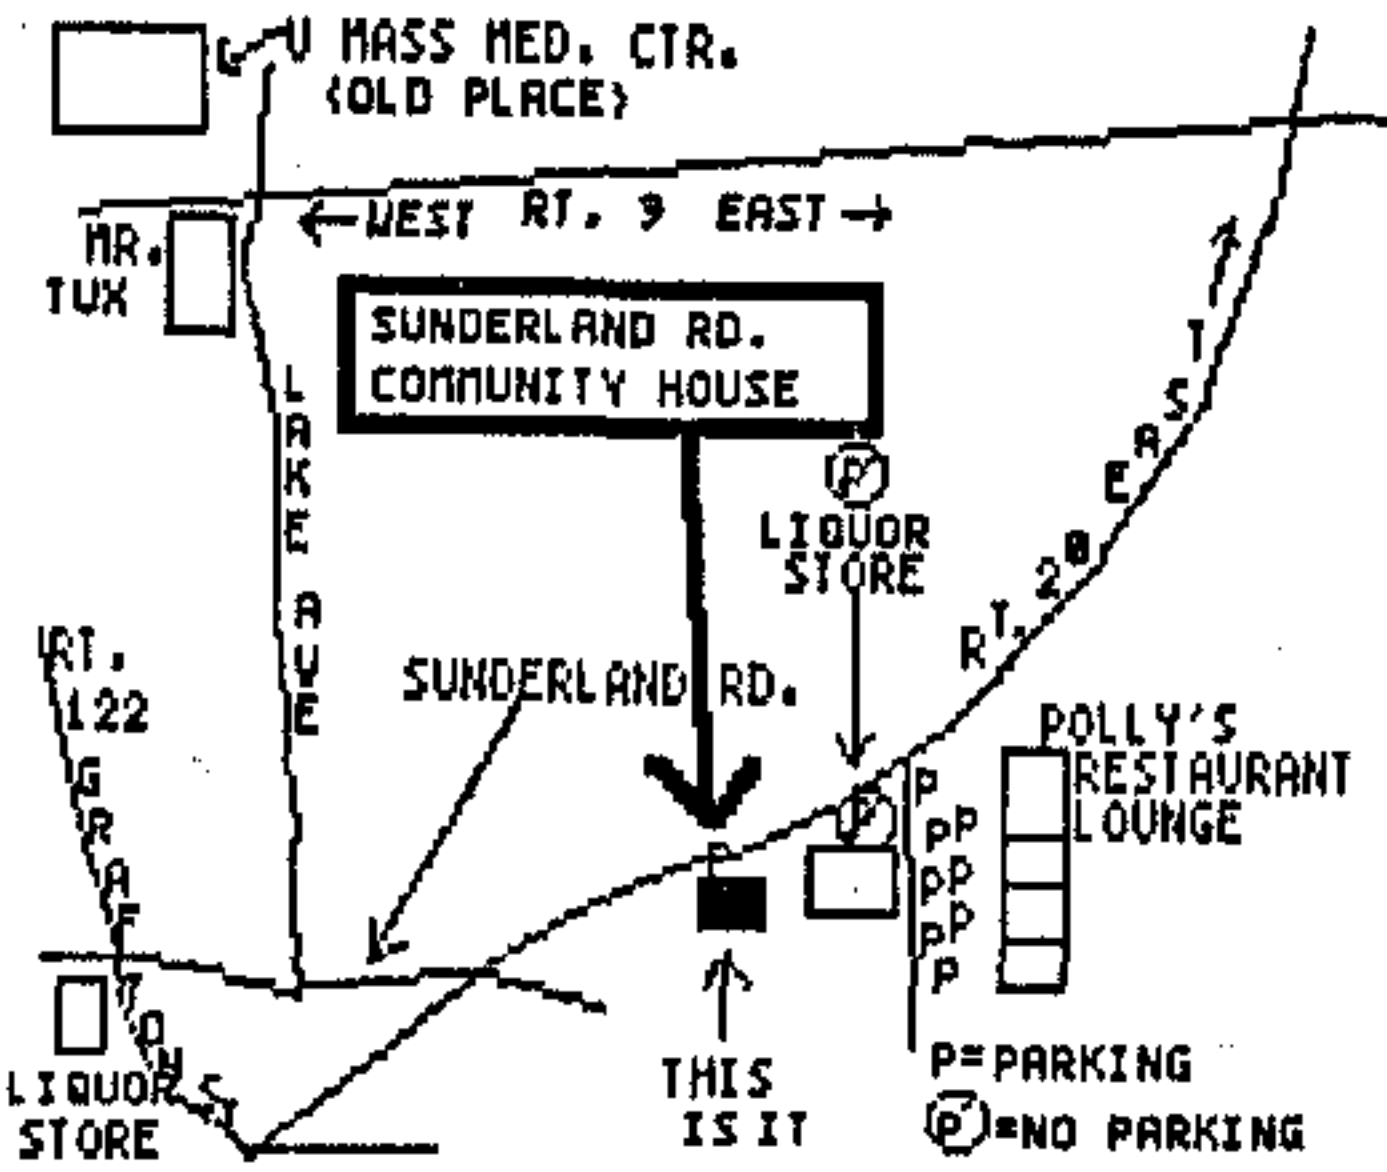 U MASS MED. CTR.
(OLD PLACE)
←WEST RT. 9 EAST→
MR.
TUX
SUNDERLAND RD.
COMMUNITY HOUSE
LAKE AVE
P
LIQUOR
STORE
RT. 20 EAST
RT.
122
GRAFTON ST
SUNDERLAND RD.
POLLY'S
RESTAURANT
LOUNGE
P
P
P P
P P
P P
P
P
P
THIS
IS IT
LIQUOR
STORE
P=PARKING
P=NO PARKING